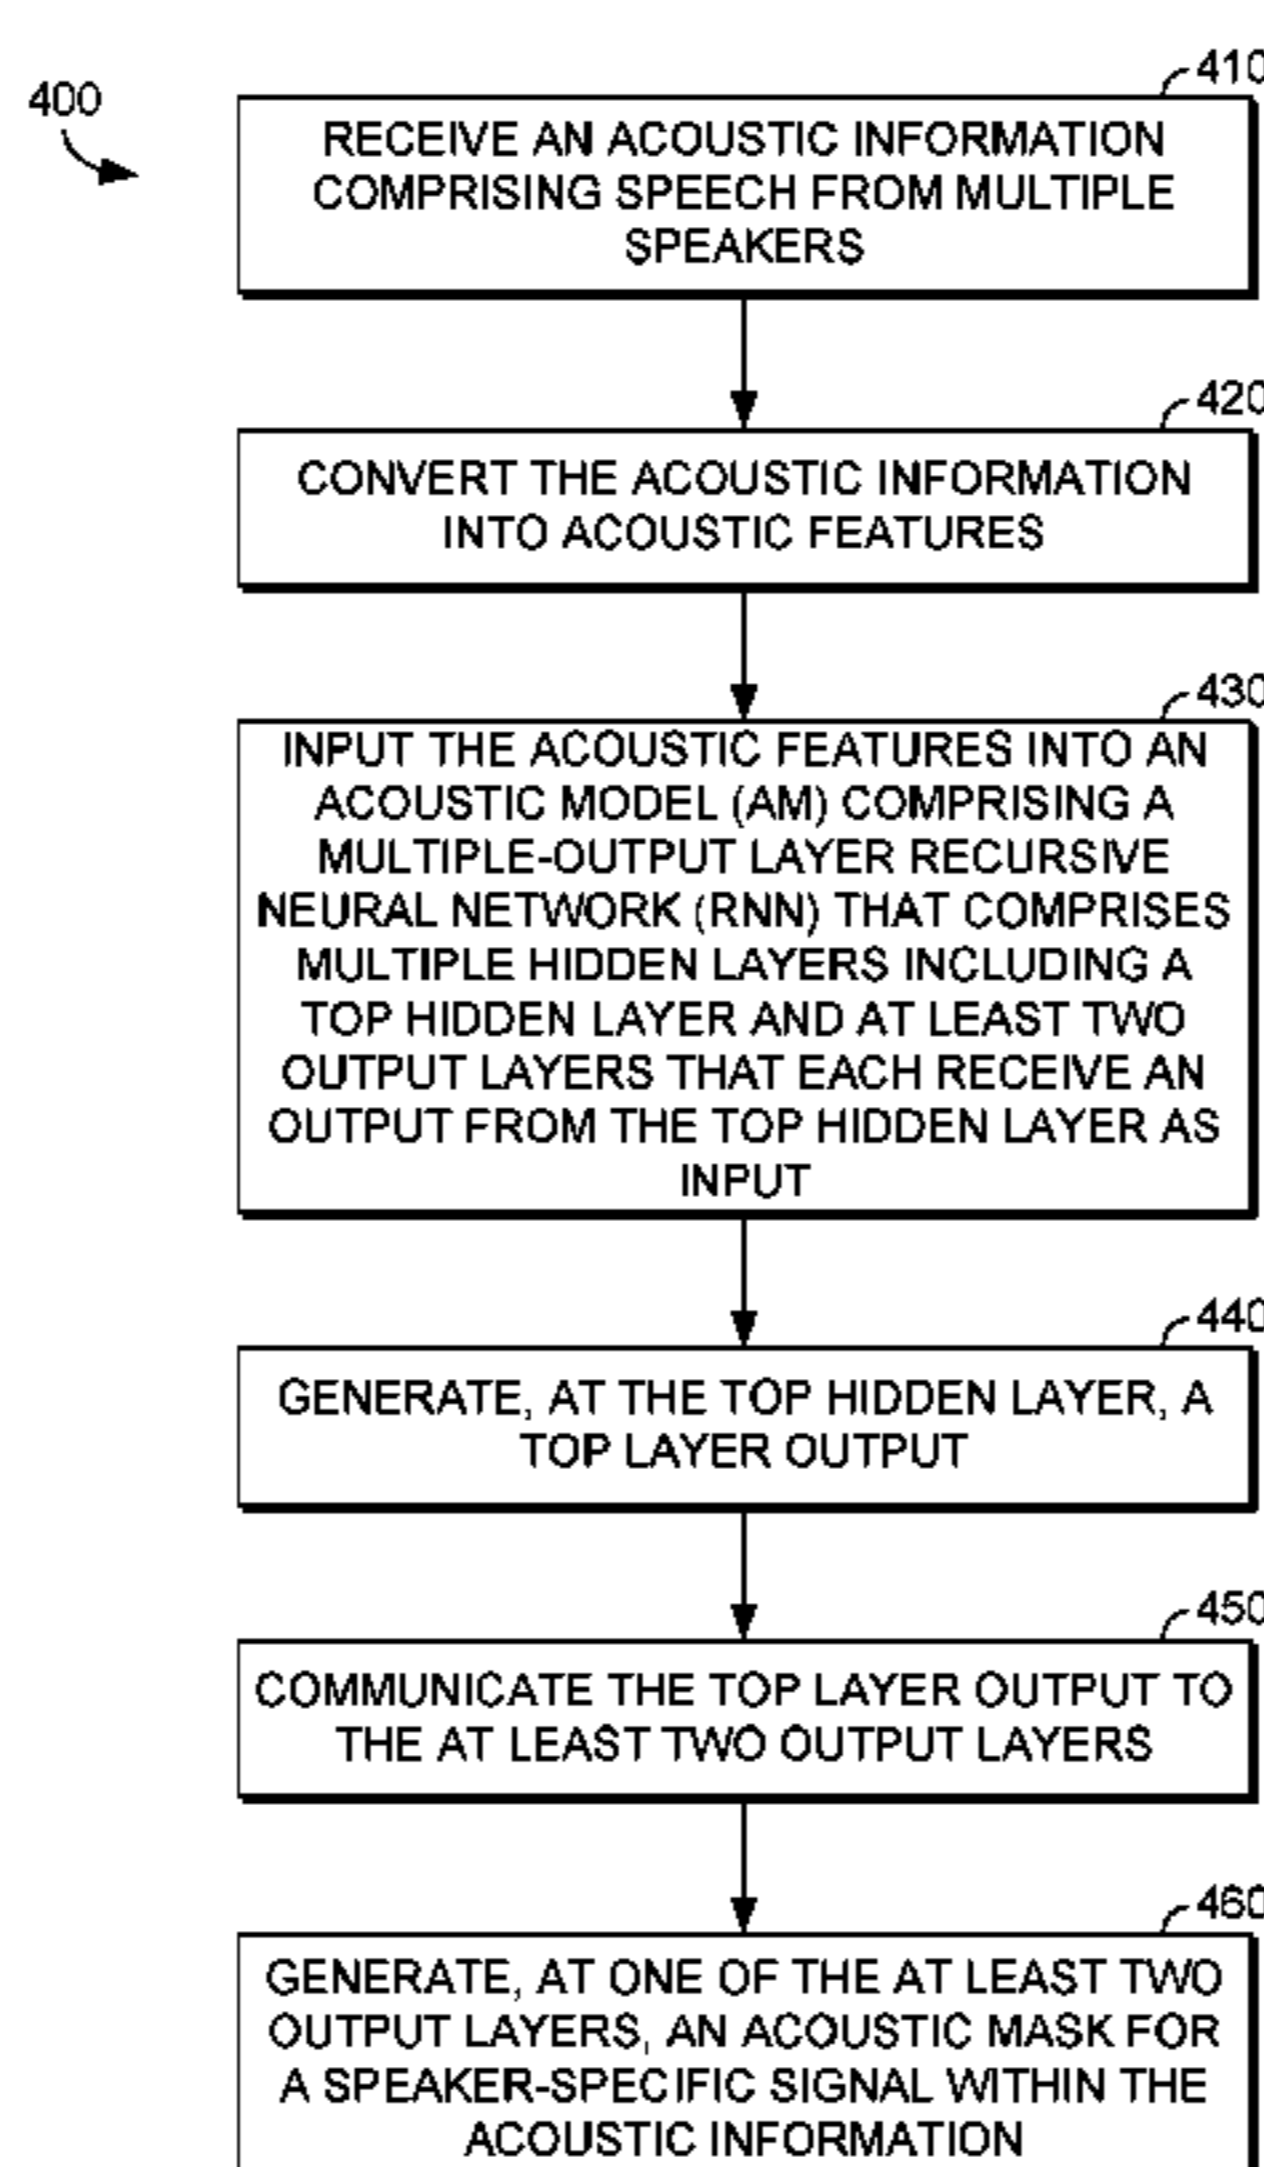 400
410
RECEIVE AN ACOUSTIC INFORMATION
COMPRISING SPEECH FROM MULTIPLE
SPEAKERS
420
CONVERT THE ACOUSTIC INFORMATION
INTO ACOUSTIC FEATURES
430
INPUT THE ACOUSTIC FEATURES INTO AN
ACOUSTIC MODEL (AM) COMPRISING A
MULTIPLE-OUTPUT LAYER RECURSIVE
NEURAL NETWORK (RNN) THAT COMPRISES
MULTIPLE HIDDEN LAYERS INCLUDING A
TOP HIDDEN LAYER AND AT LEAST TWO
OUTPUT LAYERS THAT EACH RECEIVE AN
OUTPUT FROM THE TOP HIDDEN LAYER AS
INPUT
440
GENERATE, AT THE TOP HIDDEN LAYER, A
TOP LAYER OUTPUT
450
COMMUNICATE THE TOP LAYER OUTPUT TO
THE AT LEAST TWO OUTPUT LAYERS
460
GENERATE, AT ONE OF THE AT LEAST TWO
OUTPUT LAYERS, AN ACOUSTIC MASK FOR
A SPEAKER-SPECIFIC SIGNAL WITHIN THE
ACOUSTIC INFORMATION